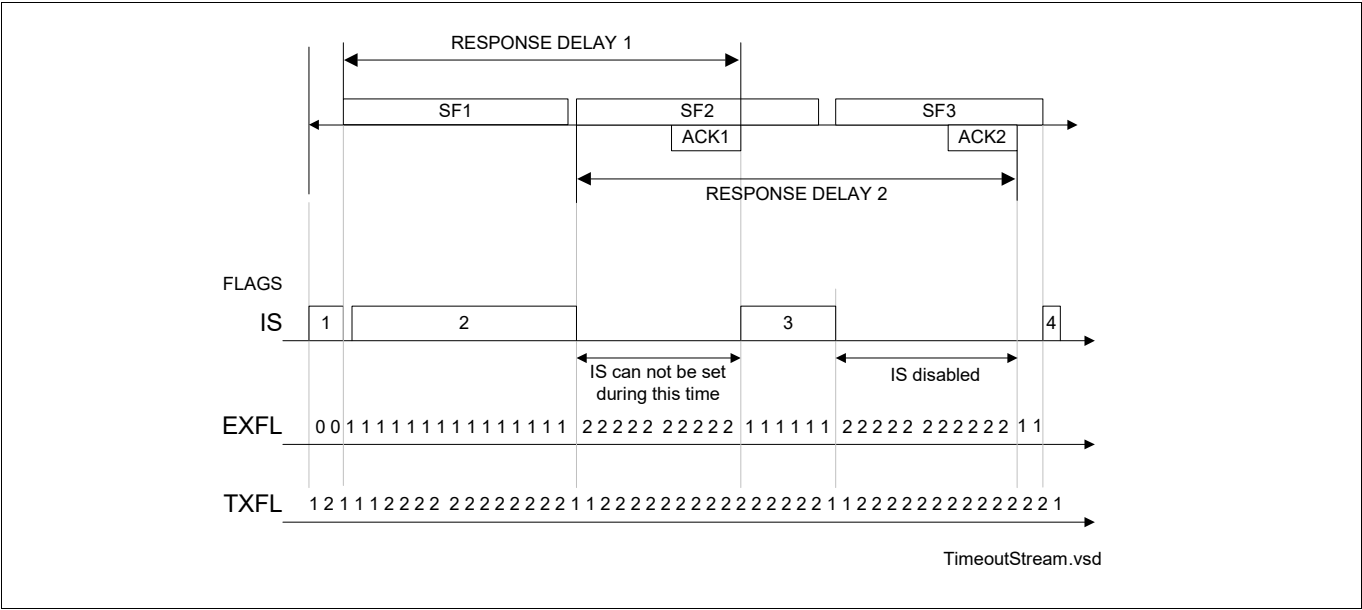 RESPONSE DELAY 1
SF1
SF2
SF3
ACK1
ACK2
RESPONSE DELAY 2
FLAGS
IS
1
2
3
4
IS can not be set
during this time
IS disabled
EXFL
0 0 1 1 1 1 1 1 1 1 1 1 1 1 1 1 1 2 2 2 2 2 2 2 2 2 2 1 1 1 1 1 1 2 2 2 2 2 2 2 2 2 2 2 1 1
TXFL
1 2 1 1 1 2 2 2 2 2 2 2 2 2 2 2 2 1 1 2 2 2 2 2 2 2 2 2 2 2 2 2 2 1 1 2 2 2 2 2 2 2 2 2 2 2 2 2 1
TimeoutStream.vsd